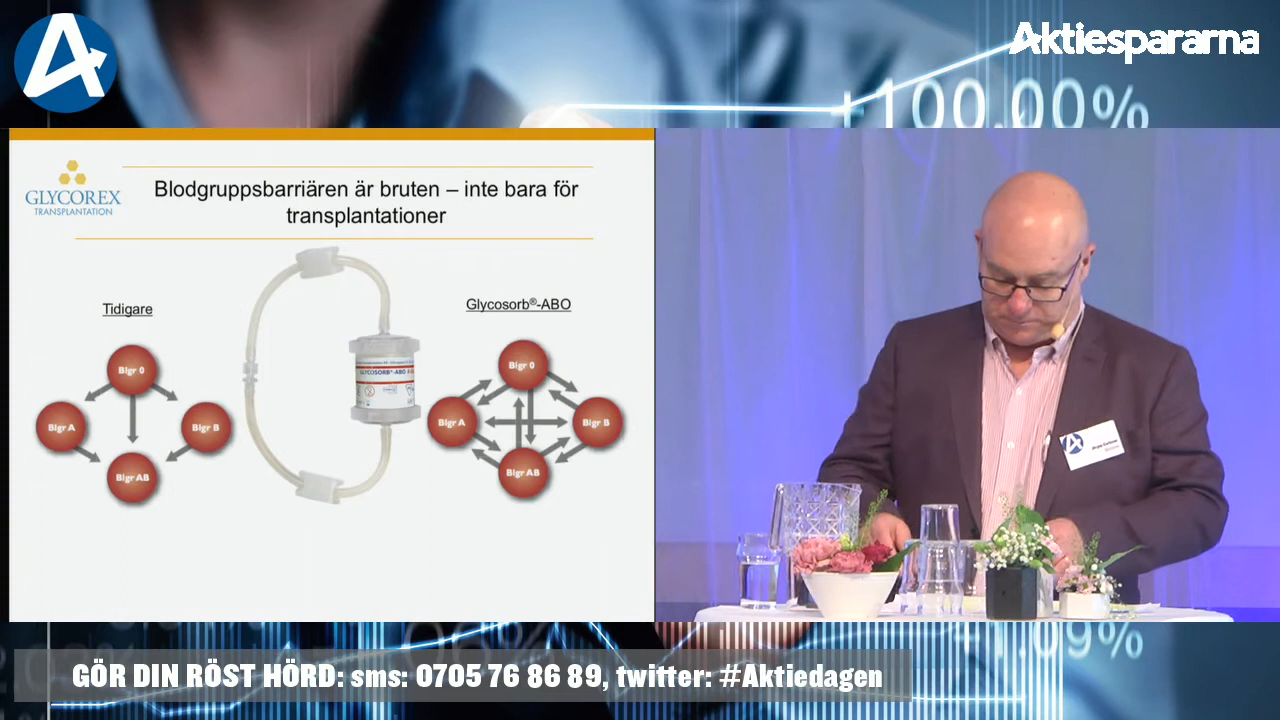 Aktiespararna
+100.00%
GLYCOREX
TRANSPLANTATION
Blodgruppsbarriären är bruten – inte bara för
transplantationer
Tidigare
Glycosorb®-ABO
Blgr 0
Blgr A
Blgr B
Blgr AB
GLYCOSORB®-ABO
Blgr 0
Blgr A
Blgr B
Blgr AB
+1.09%
GÖR DIN RÖST HÖRD: sms: 0705 76 86 89, twitter: #Aktiedagen